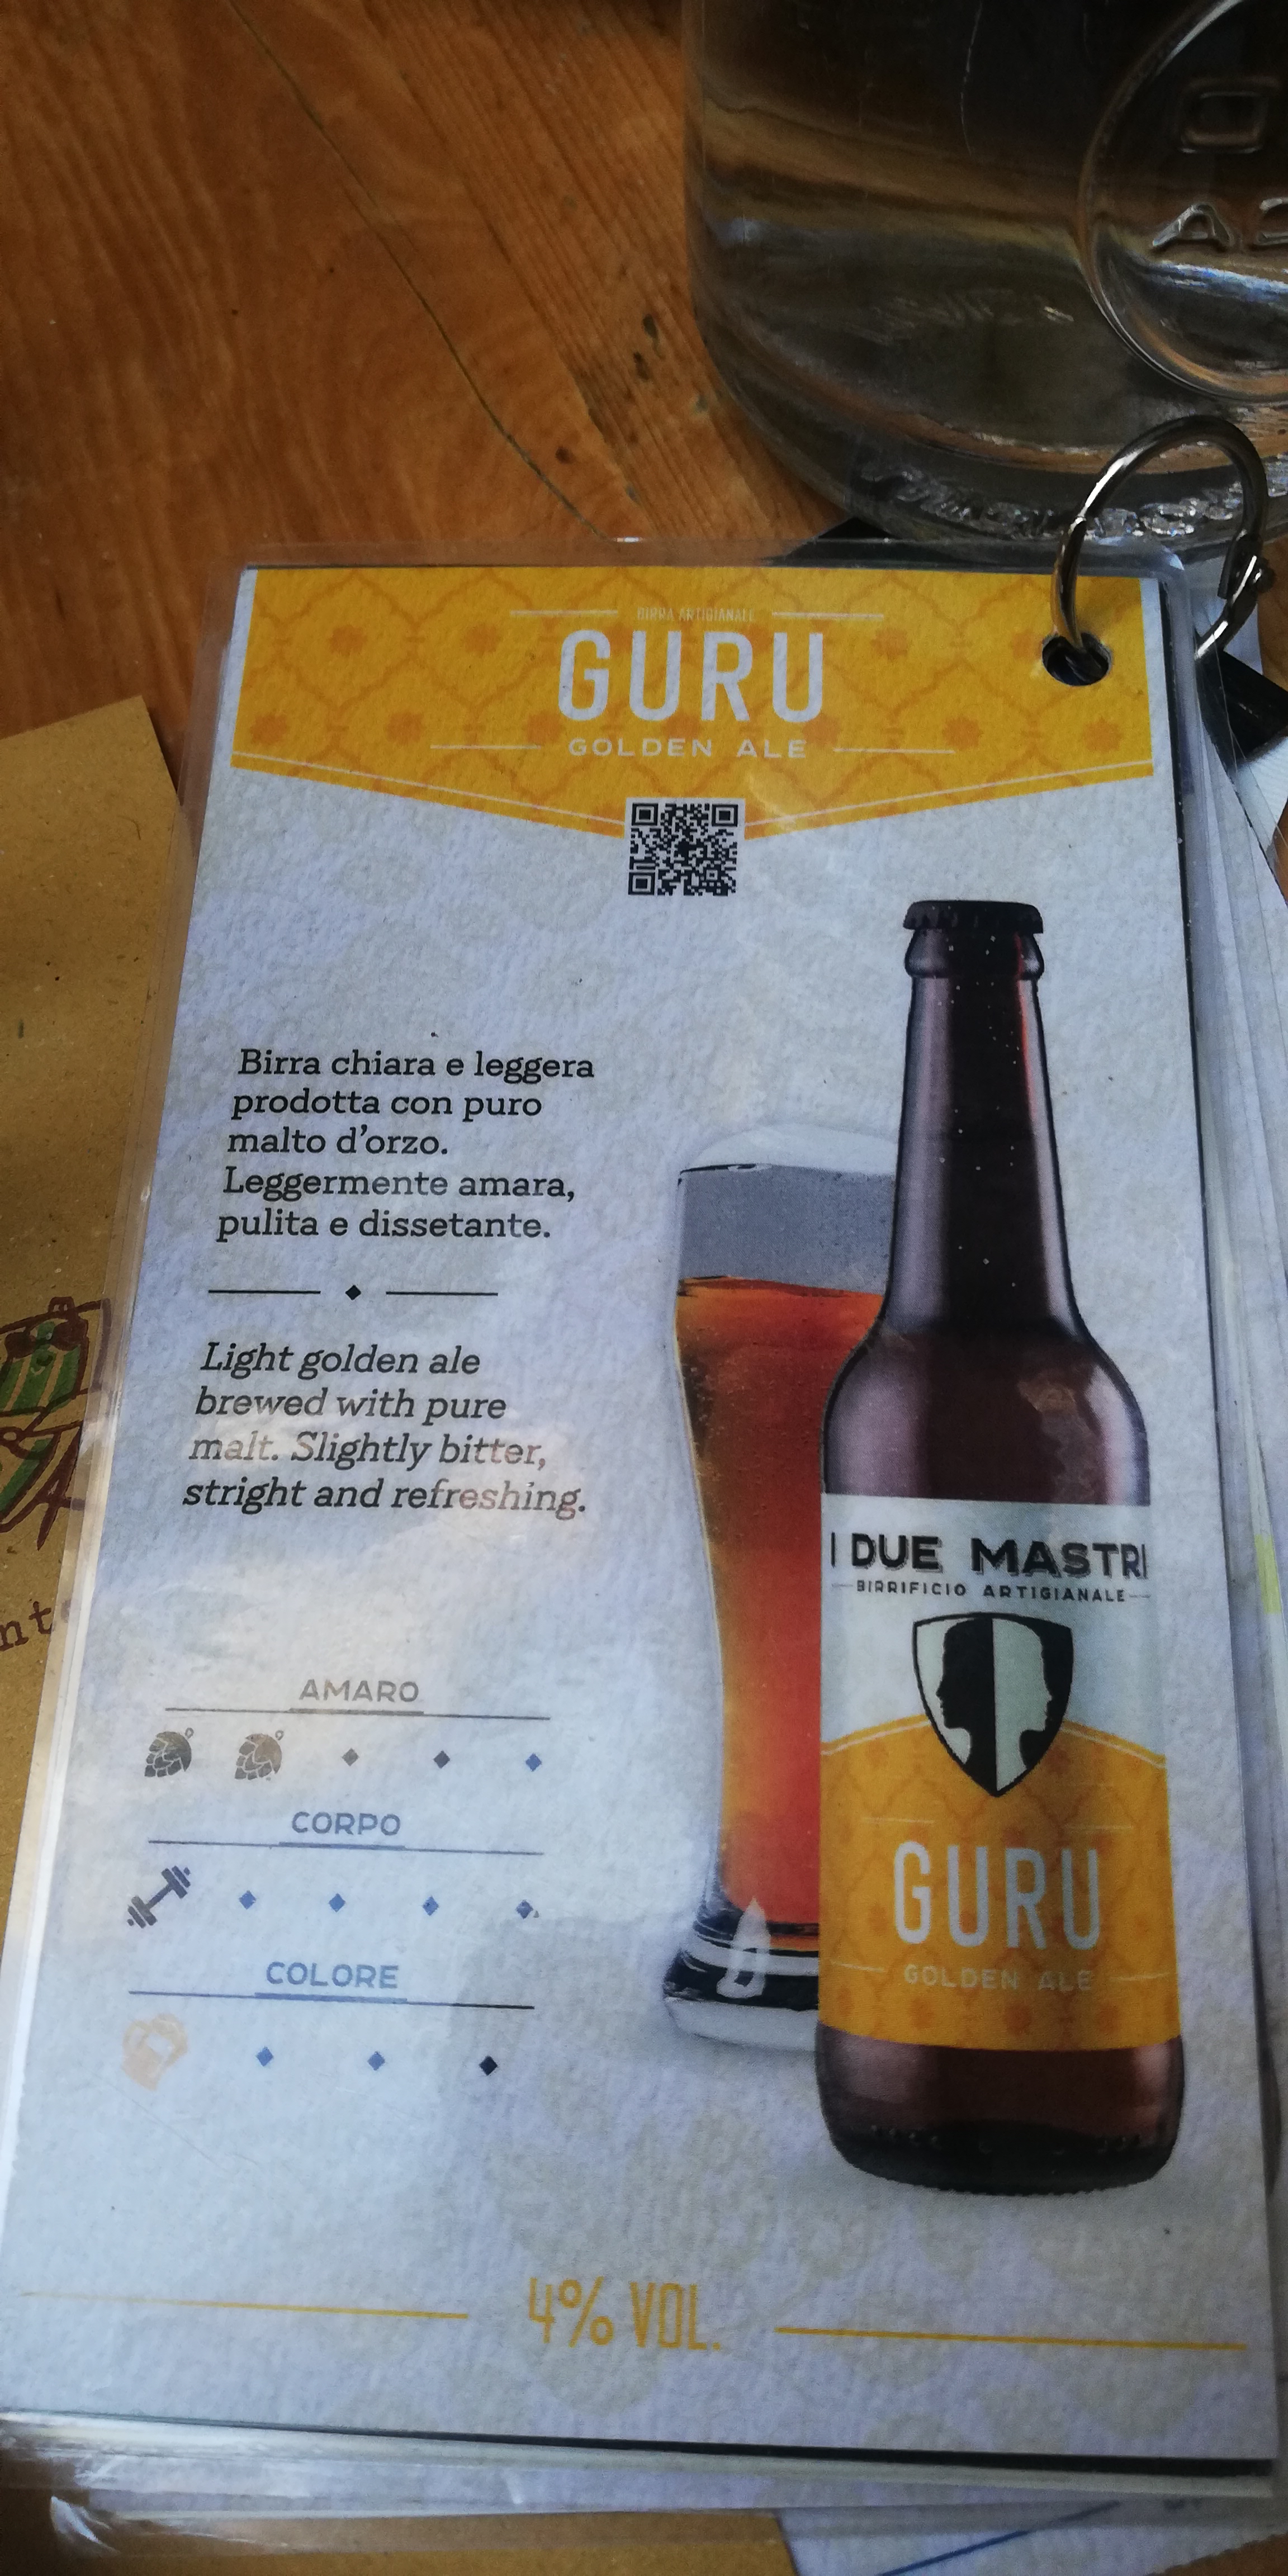 BIRRA ARTIGIANALE
GURU
GOLDEN ALE
Birra chiara e leggera
prodotta con puro
malto d'orzo.
Leggermente amara,
pulita e dissetante.
Light golden ale
brewed with pure
malt. Slightly bitter,
stright and refreshing.
I DUE MASTRI
BIRRIFICIO ARTIGIANALE
GURU
GOLDEN ALE
AMARO
CORPO
COLORE
4% VOL.